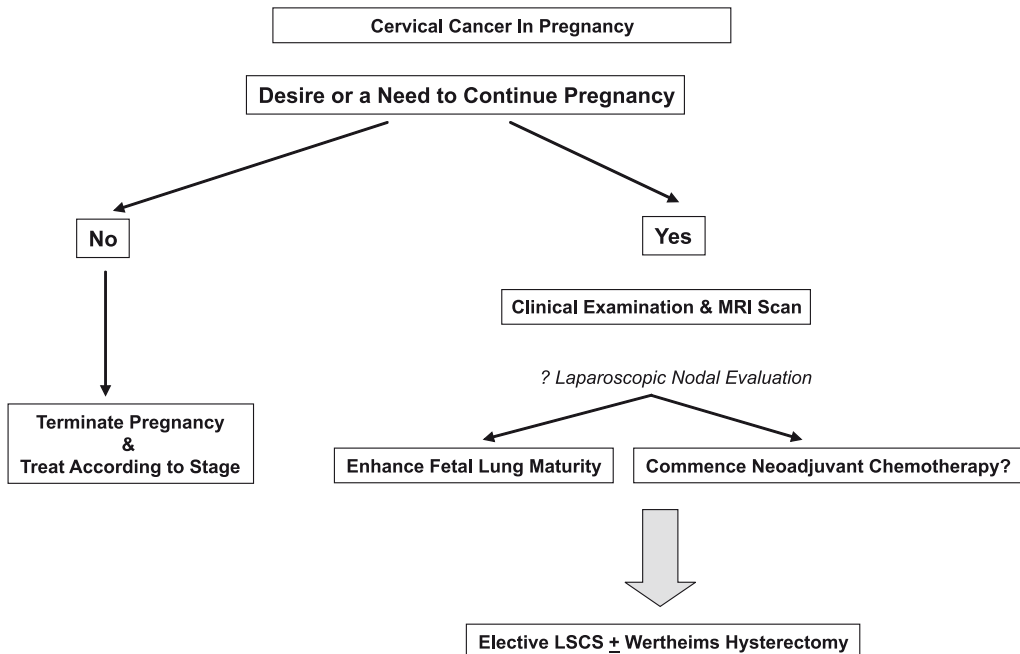 Cervical Cancer In Pregnancy
Desire or a Need to Continue Pregnancy
No
Yes
Clinical Examination & MRI Scan
? Laparoscopic Nodal Evaluation
Terminate Pregnancy
&
Treat According to Stage
Enhance Fetal Lung Maturity
Commence Neoadjuvant Chemotherapy?
Elective LSCS ± Wertheims Hysterectomy